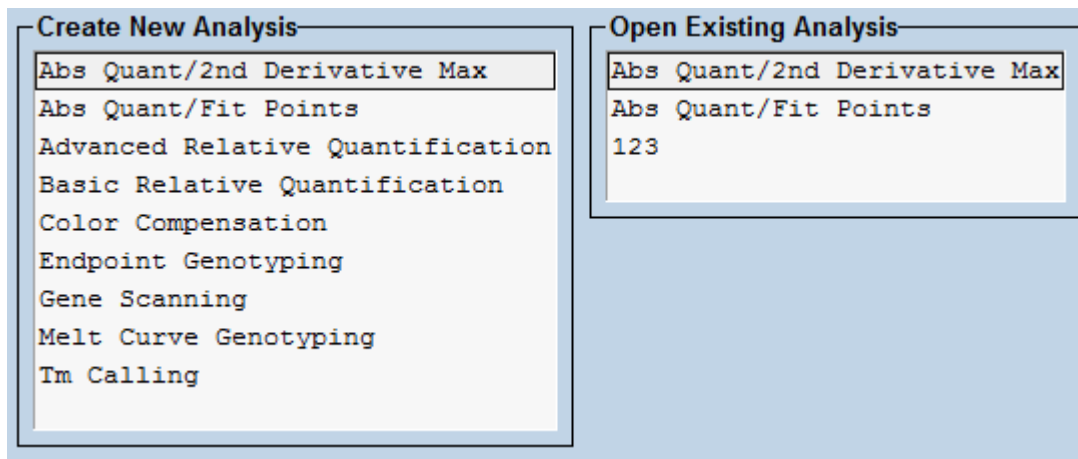 Create New Analysis
Abs Quant/2nd Derivative Max
Abs Quant/Fit Points
Advanced Relative Quantification
Basic Relative Quantification
Color Compensation
Endpoint Genotyping
Gene Scanning
Melt Curve Genotyping
Tm Calling
Open Existing Analysis
Abs Quant/2nd Derivative Max
Abs Quant/Fit Points
123